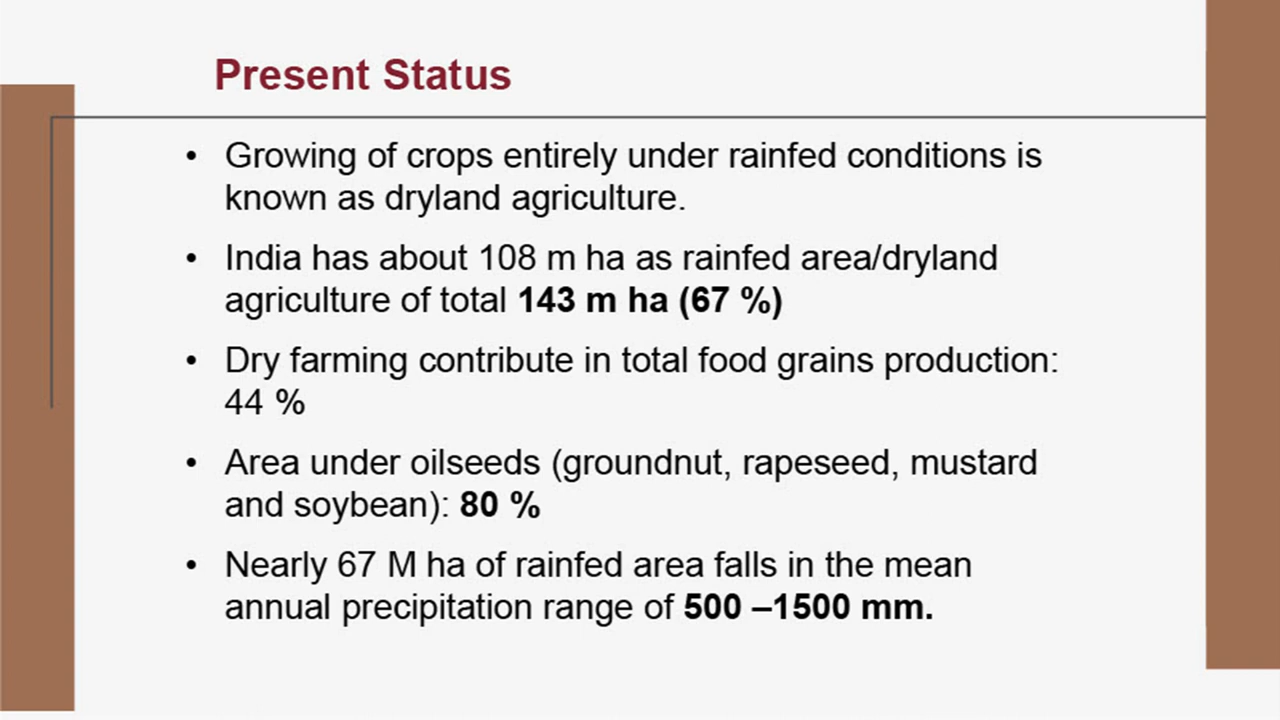 Present Status
• Growing of crops entirely under rainfed conditions is
known as dryland agriculture.
• India has about 108 m ha as rainfed area/dryland
agriculture of total 143 m ha (67 %)
• Dry farming contribute in total food grains production:
44 %
• Area under oilseeds (groundnut, rapeseed, mustard
and soybean): 80 %
• Nearly 67 M ha of rainfed area falls in the mean
annual precipitation range of 500 –1500 mm.